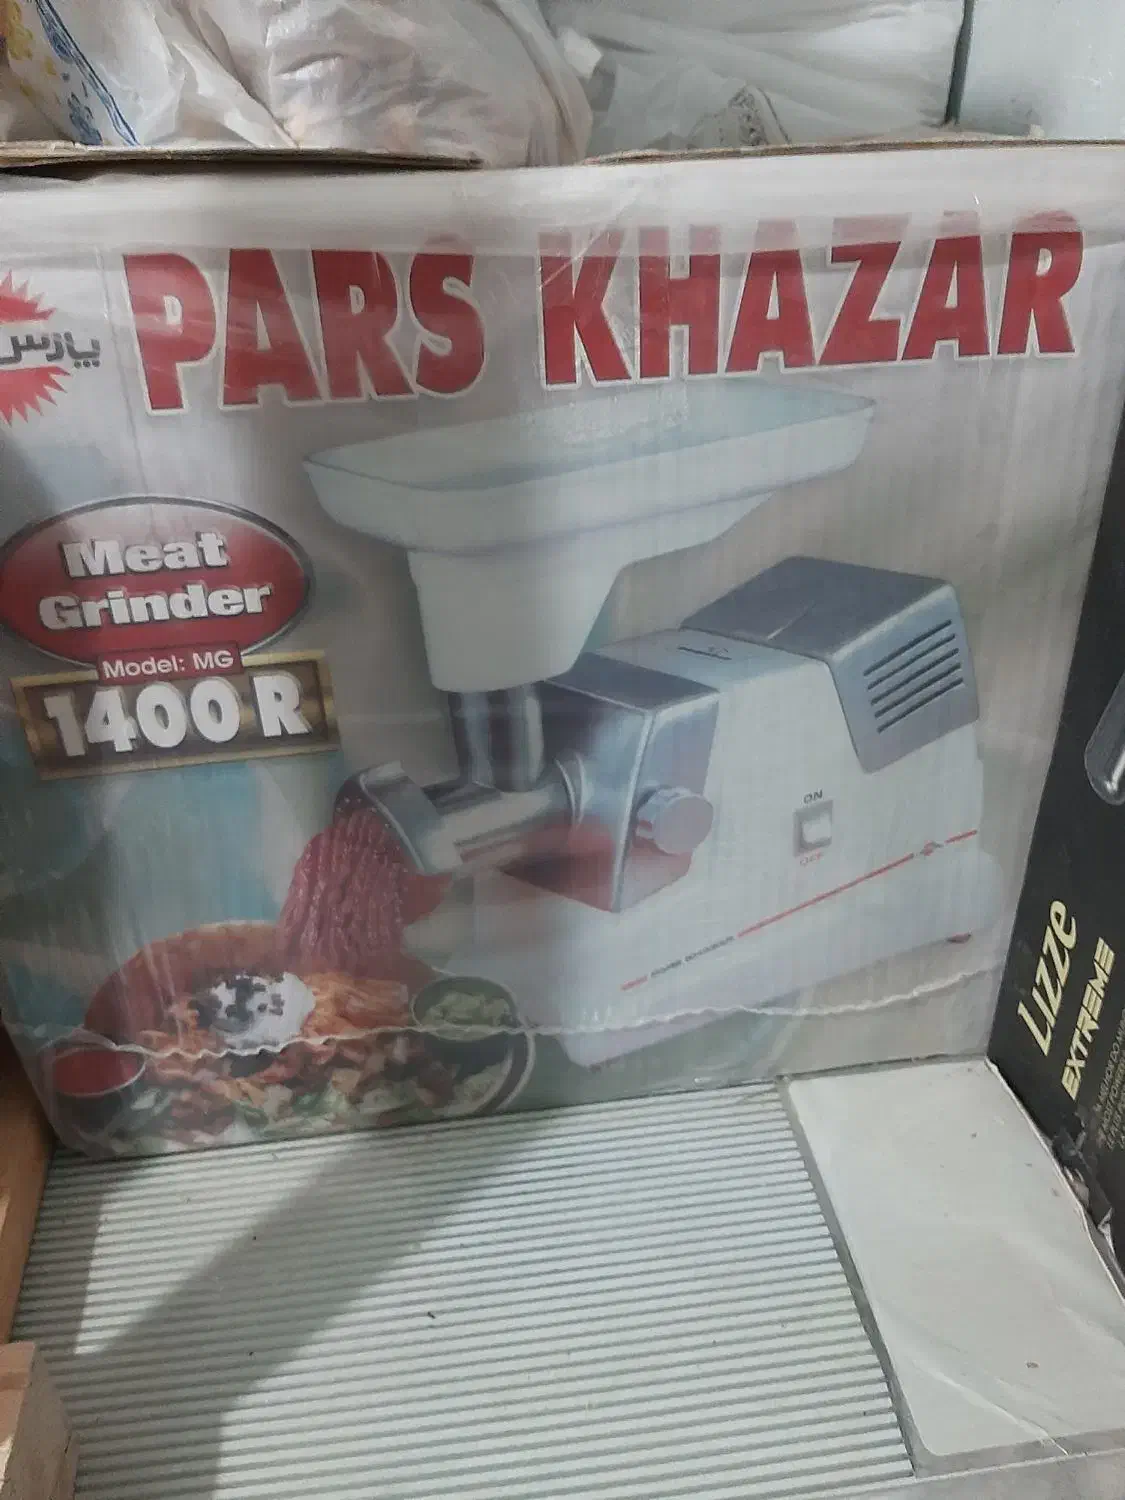 PARS KHAZAR
پارس
Meat
Grinder
Model: MG
1400 R
ON
OFF
Lizze
EXTREME